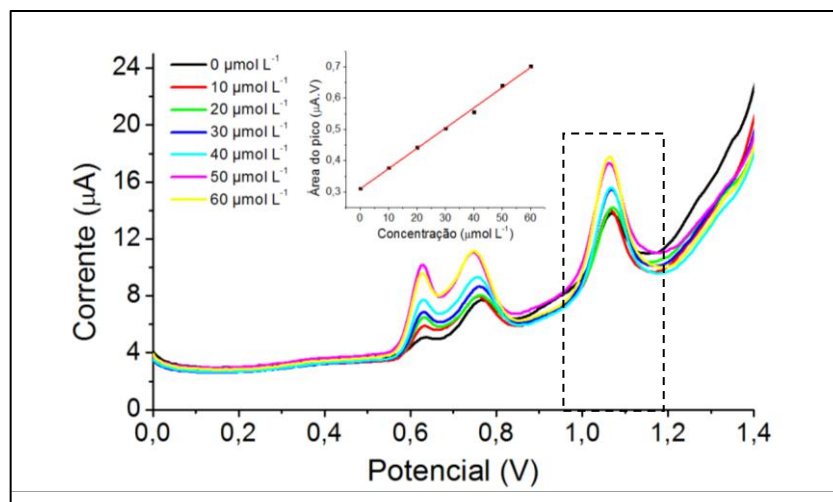 24
20
16
12
8
4
0
Corrente (µA)
0 µmol L⁻¹
10 µmol L⁻¹
20 µmol L⁻¹
30 µmol L⁻¹
40 µmol L⁻¹
50 µmol L⁻¹
60 µmol L⁻¹
0,7
0,6
0,5
0,4
0,3
Área do pico (µA.V)
0 10 20 30 40 50 60
Concentração (µmol L⁻¹)
0,0 0,2 0,4 0,6 0,8 1,0 1,2 1,4
Potencial (V)